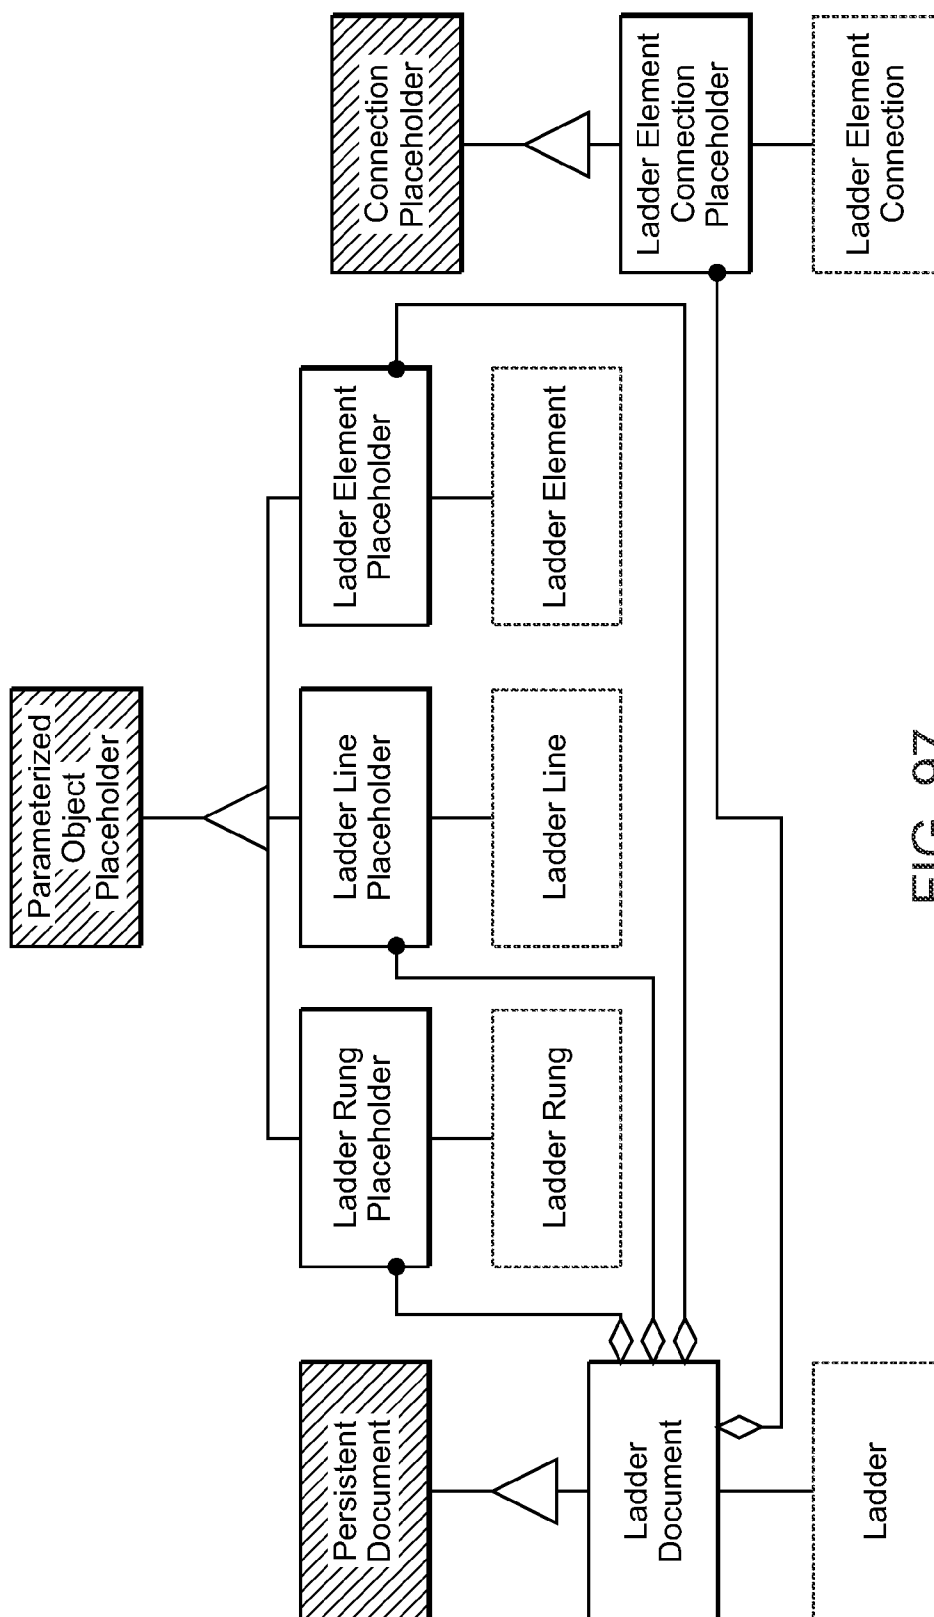 Parameterized
Object
Placeholder
Persistent
Document
Ladder Rung
Placeholder
Ladder Line
Placeholder
Ladder Element
Placeholder
Connection
Placeholder
Ladder Rung
Ladder Line
Ladder Element
Ladder
Document
Ladder Element
Connection
Placeholder
Ladder
Ladder Element
Connection
FIG. 97